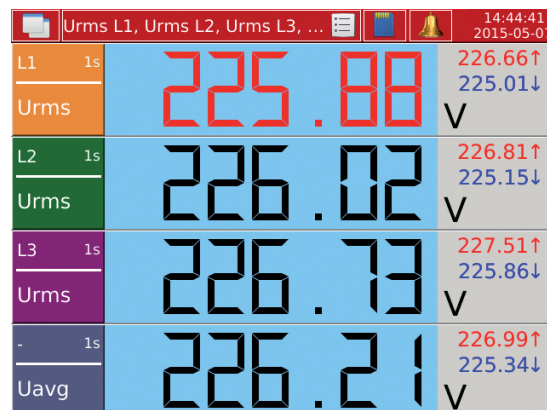 Urms L1, Urms L2, Urms L3, ...
14:44:41
2015-05-07
L1 1s
Urms
225.88
226.66↑
225.01↓
V
L2 1s
Urms
226.02
226.81↑
225.15↓
V
L3 1s
Urms
226.73
227.51↑
225.86↓
V
- 1s
Uavg
226.21
226.99↑
225.34↓
V